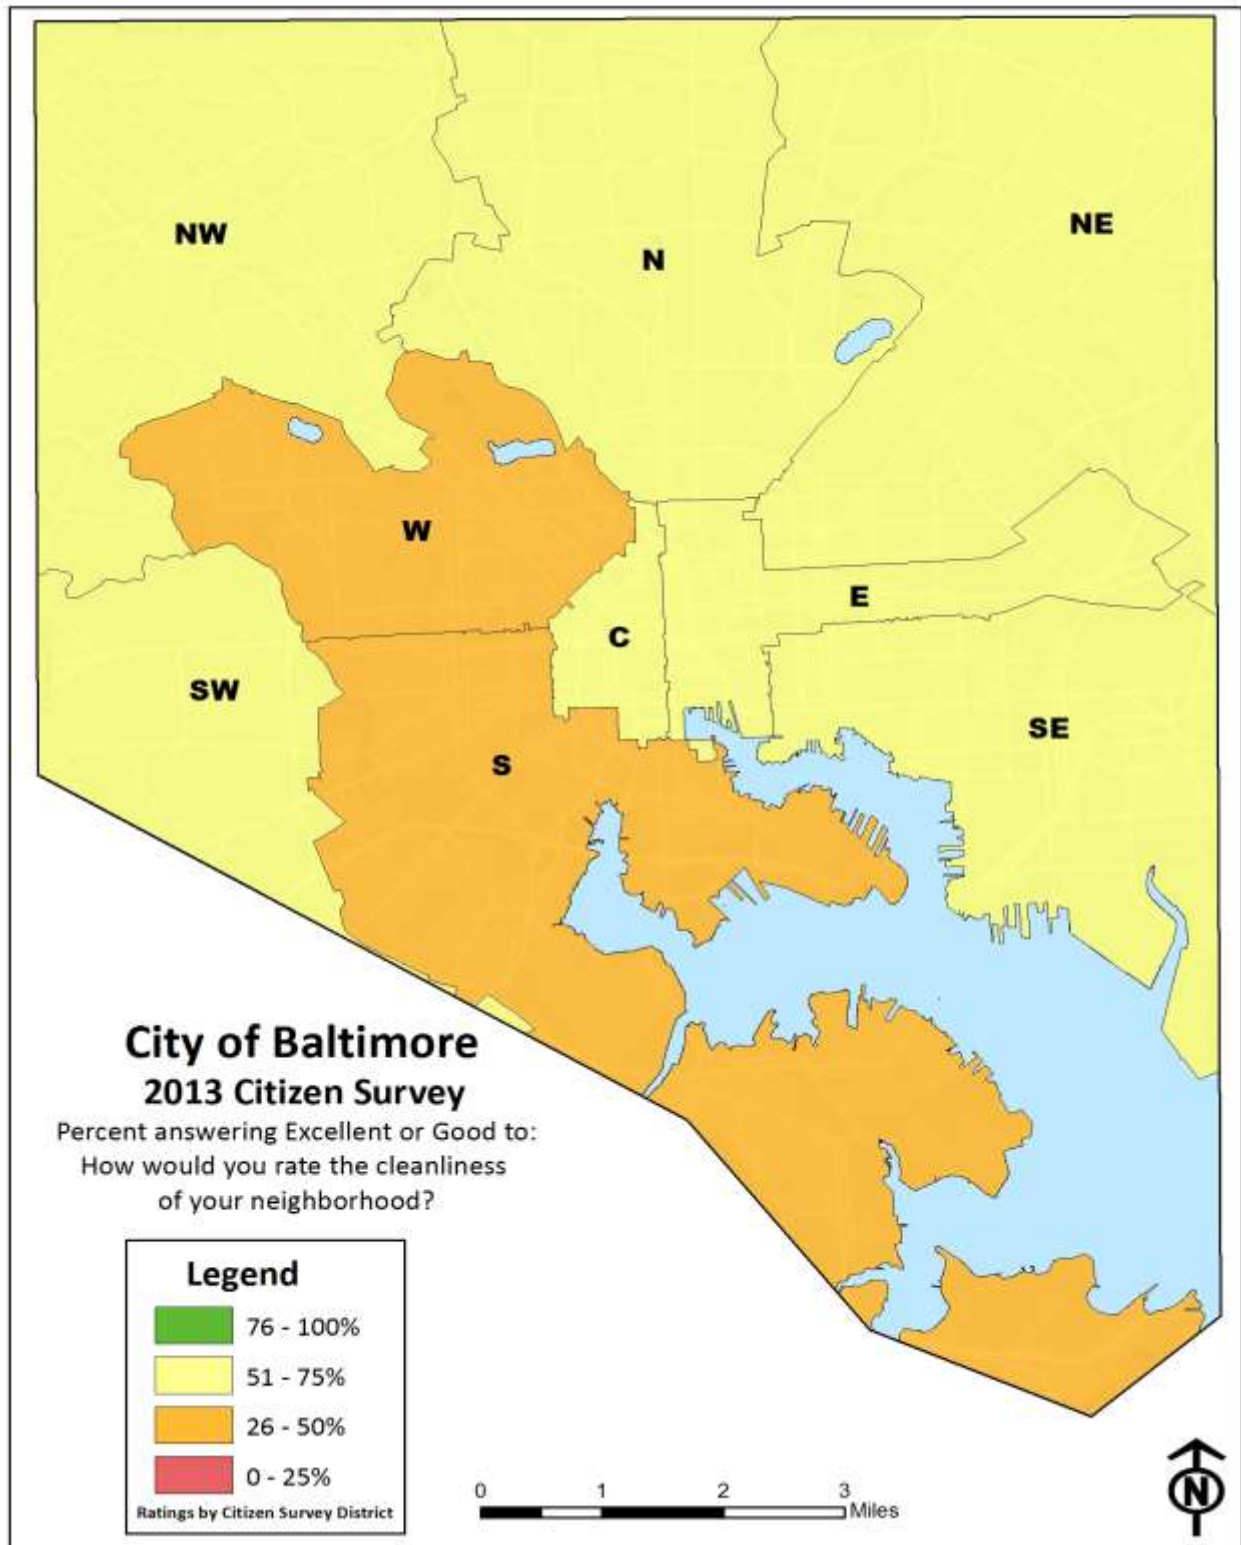 NW
N
NE
W
E
C
SW
S
SE
City of Baltimore
2013 Citizen Survey
Percent answering Excellent or Good to:
How would you rate the cleanliness
of your neighborhood?
Legend
76 - 100%
51 - 75%
26 - 50%
0 - 25%
Ratings by Citizen Survey District
0 1 2 3
Miles
N